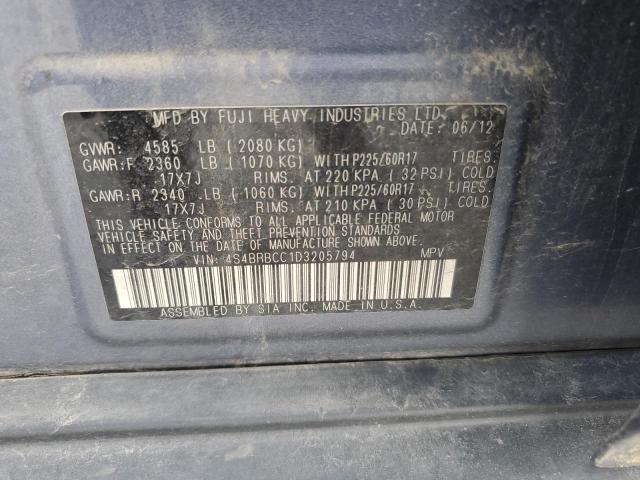 MFD BY FUJI HEAVY INDUSTRIES LTD.
DATE: 06/12
GVWR: 4585 LB (2080 KG)
GAWR:F 2360 LB (1070 KG) WITH P225/60R17 TIRES.
17X7J RIMS. AT 220 KPA (32 PSI) COLD
GAWR:R 2340 LB (1060 KG) WITH P225/60R17 TIRES.
17X7J RIMS. AT 210 KPA (30 PSI) COLD
THIS VEHICLE CONFORMS TO ALL APPLICABLE FEDERAL MOTOR
VEHICLE SAFETY AND THEFT PREVENTION STANDARDS
IN EFFECT ON THE DATE OF MANUFACTURE SHOWN ABOVE.
VIN: 4S4BRBCC1D3205794 MPV
ASSEMBLED BY SIA INC. MADE IN U.S.A.